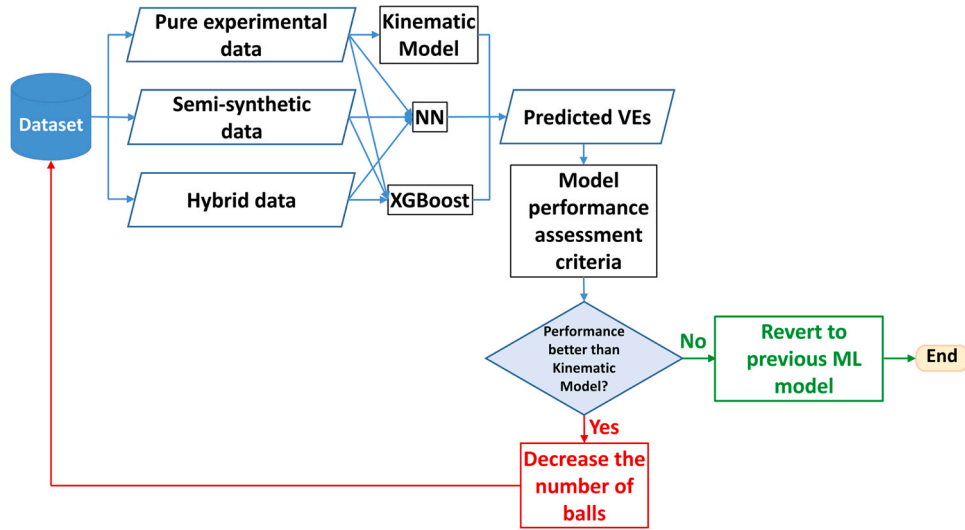 Pure experimental
data
Kinematic
Model
Dataset
Semi-synthetic
data
NN
Predicted VEs
Hybrid data
XGBoost
Model
performance
assessment
criteria
Performance
better than
Kinematic
Model?
No
Revert to
previous ML
model
End
Yes
Decrease the
number of
balls